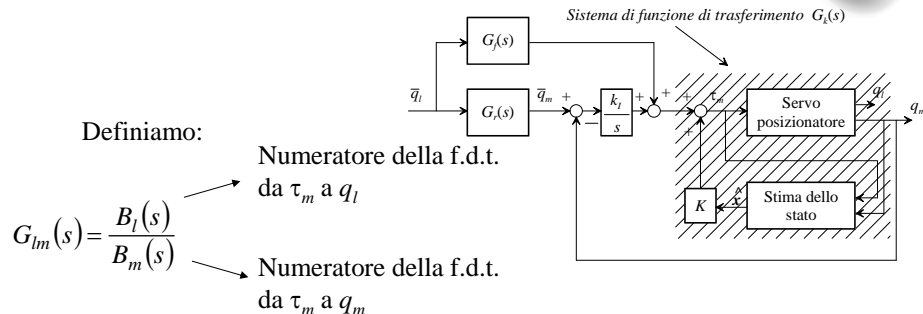 Sistema di funzione di trasferimento G_k(s)
G_f(s)
q̅_l
G_r(s)
q̅_m
+
−
k_I
s
+
+
+
+
τ_m
Servo
posizionatore
q_l
q_m
K
x̂
Stima dello
stato
Definiamo:
Numeratore della f.d.t.
da τ_m a q_l
G_lm(s) = B_l(s) / B_m(s)
Numeratore della f.d.t.
da τ_m a q_m